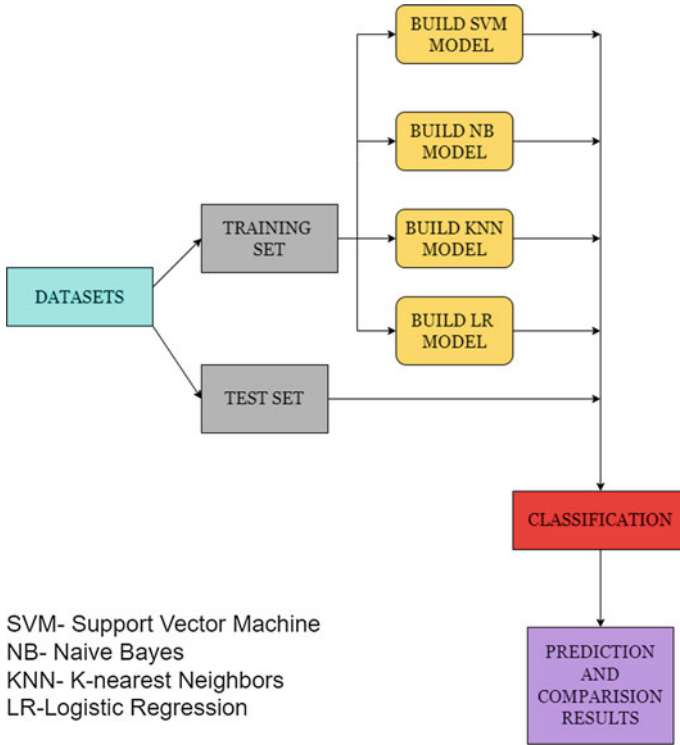 BUILD SVM
MODEL
BUILD NB
MODEL
TRAINING
SET
BUILD KNN
MODEL
DATASETS
BUILD LR
MODEL
TEST SET
CLASSIFICATION
SVM- Support Vector Machine
NB- Naive Bayes
KNN- K-nearest Neighbors
LR-Logistic Regression
PREDICTION
AND
COMPARISION
RESULTS